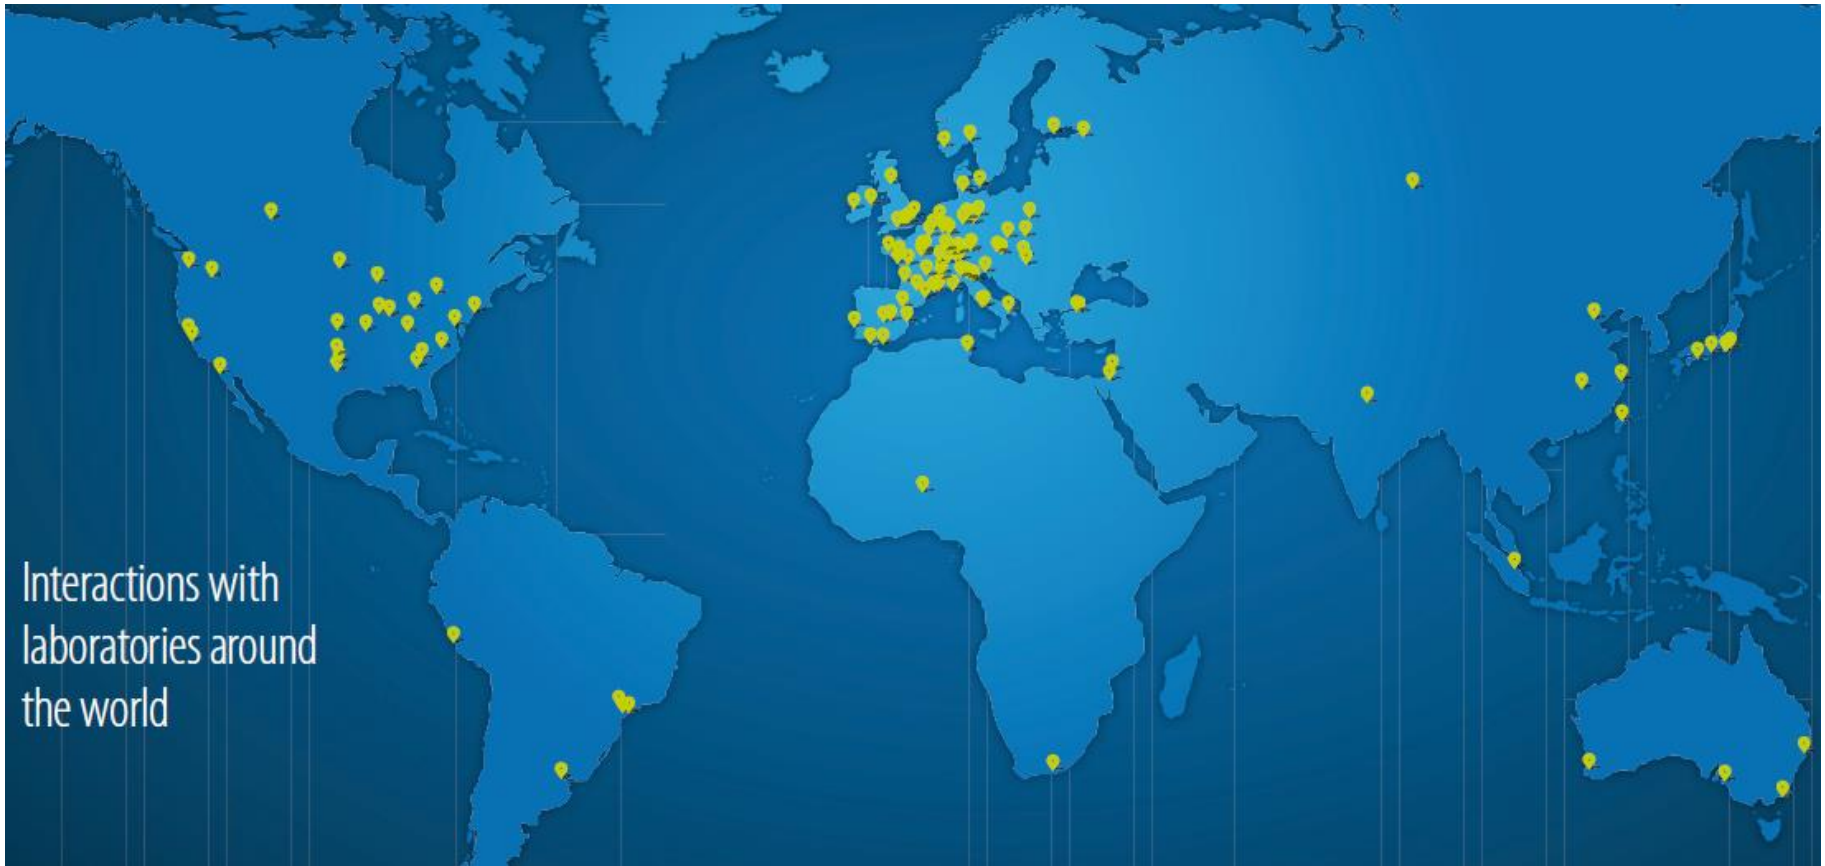 Interactions with
laboratories around
the world